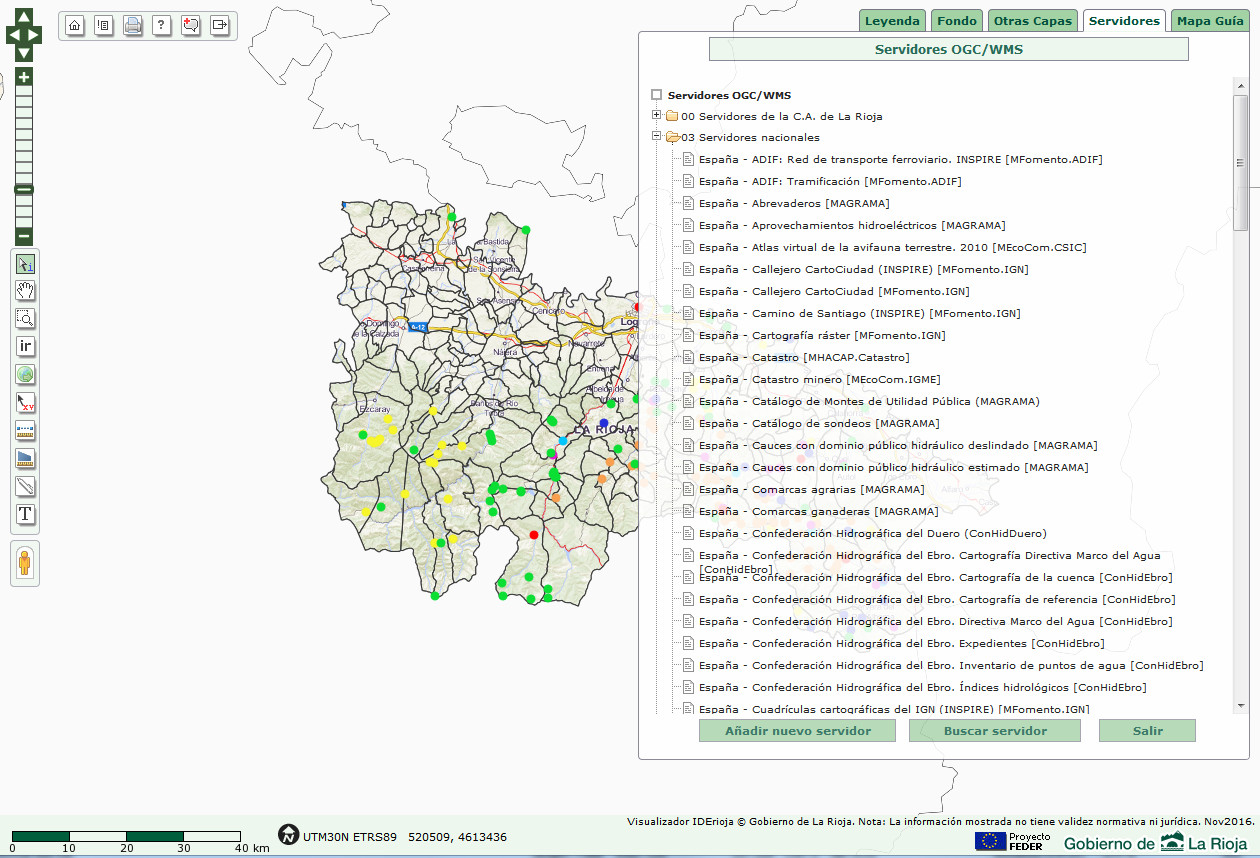 Leyenda
Fondo
Otras Capas
Servidores
Mapa Guía
Servidores OGC/WMS
Servidores OGC/WMS
00 Servidores de la C.A. de La Rioja
03 Servidores nacionales
España - ADIF: Red de transporte ferroviario. INSPIRE [MFomento.ADIF]
España - ADIF: Tramificación [MFomento.ADIF]
España - Abrevaderos [MAGRAMA]
España - Aprovechamientos hidroeléctricos [MAGRAMA]
España - Atlas virtual de la avifauna terrestre. 2010 [MEcoCom.CSIC]
España - Callejero CartoCiudad (INSPIRE) [MFomento.IGN]
España - Callejero CartoCiudad [MFomento.IGN]
España - Camino de Santiago (INSPIRE) [MFomento.IGN]
España - Cartografía ráster [MFomento.IGN]
España - Catastro [MHACAP.Catastro]
España - Catastro minero [MEcoCom.IGME]
España - Catálogo de Montes de Utilidad Pública (MAGRAMA)
España - Catálogo de sondeos [MAGRAMA]
España - Cauces con dominio público hidráulico deslindado [MAGRAMA]
España - Cauces con dominio público hidráulico estimado [MAGRAMA]
España - Comarcas agrarias [MAGRAMA]
España - Comarcas ganaderas [MAGRAMA]
España - Confederación Hidrográfica del Duero (ConHidDuero)
España - Confederación Hidrográfica del Ebro. Cartografía Directiva Marco del Agua
[ConHidEbro]
España - Confederación Hidrográfica del Ebro. Cartografía de la cuenca [ConHidEbro]
España - Confederación Hidrográfica del Ebro. Cartografía de referencia [ConHidEbro]
España - Confederación Hidrográfica del Ebro. Directiva Marco del Agua [ConHidEbro]
España - Confederación Hidrográfica del Ebro. Expedientes [ConHidEbro]
España - Confederación Hidrográfica del Ebro. Inventario de puntos de agua [ConHidEbro]
España - Confederación Hidrográfica del Ebro. Índices hidrológicos [ConHidEbro]
España - Cuadrículas cartográficas del IGN (INSPIRE) [MFomento.IGN]
Añadir nuevo servidor
Buscar servidor
Salir
?
i
ir
XY
T
Bastida
San Vicente
de la Sonsierra
Casalarreina
San Asensio
Cenicero
A-12
Sto Domingo
de la Calzada
Nájera
Navarrete
Entrena
Albelda de
Ezcaray
Baños de Río
Tobía
LA RIOJA
Visualizador IDErioja © Gobierno de La Rioja. Nota: La información mostrada no tiene validez normativa ni jurídica. Nov2016.
0 10 20 30 40 km
N
UTM30N ETRS89 520509, 4613436
Proyecto
FEDER
Gobierno de La Rioja